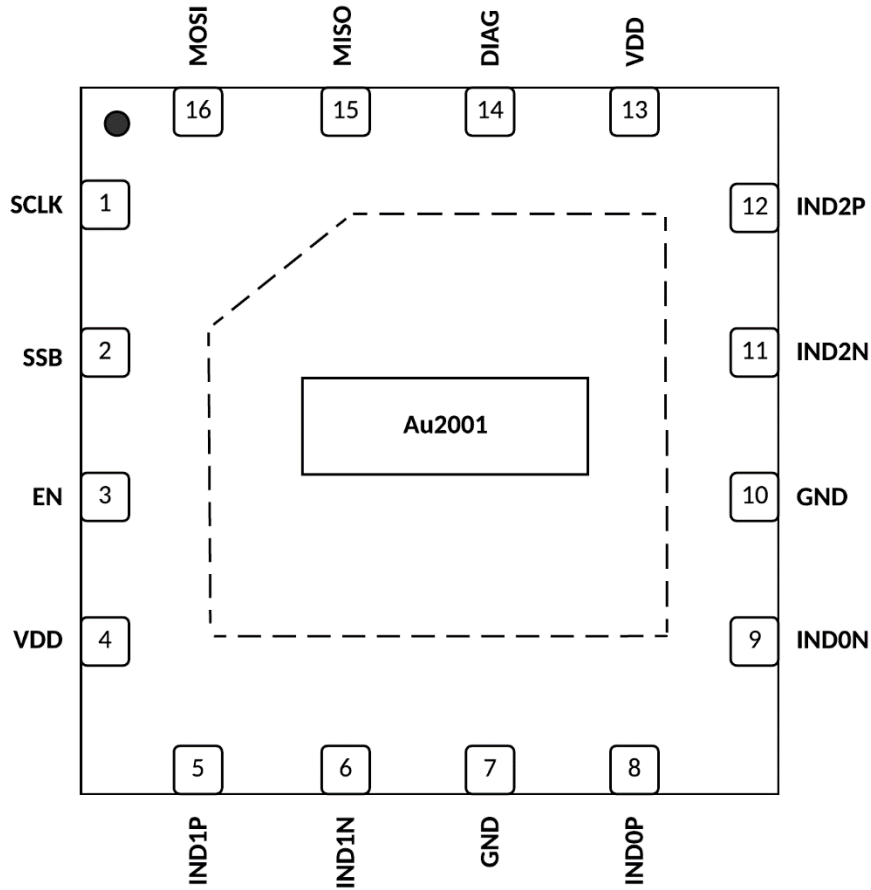 MOSI
MISO
DIAG
VDD
16
15
14
13
SCLK 1
12 IND2P
SSB 2
11 IND2N
Au2001
EN 3
10 GND
VDD 4
9 IND0N
5
6
7
8
IND1P
IND1N
GND
IND0P